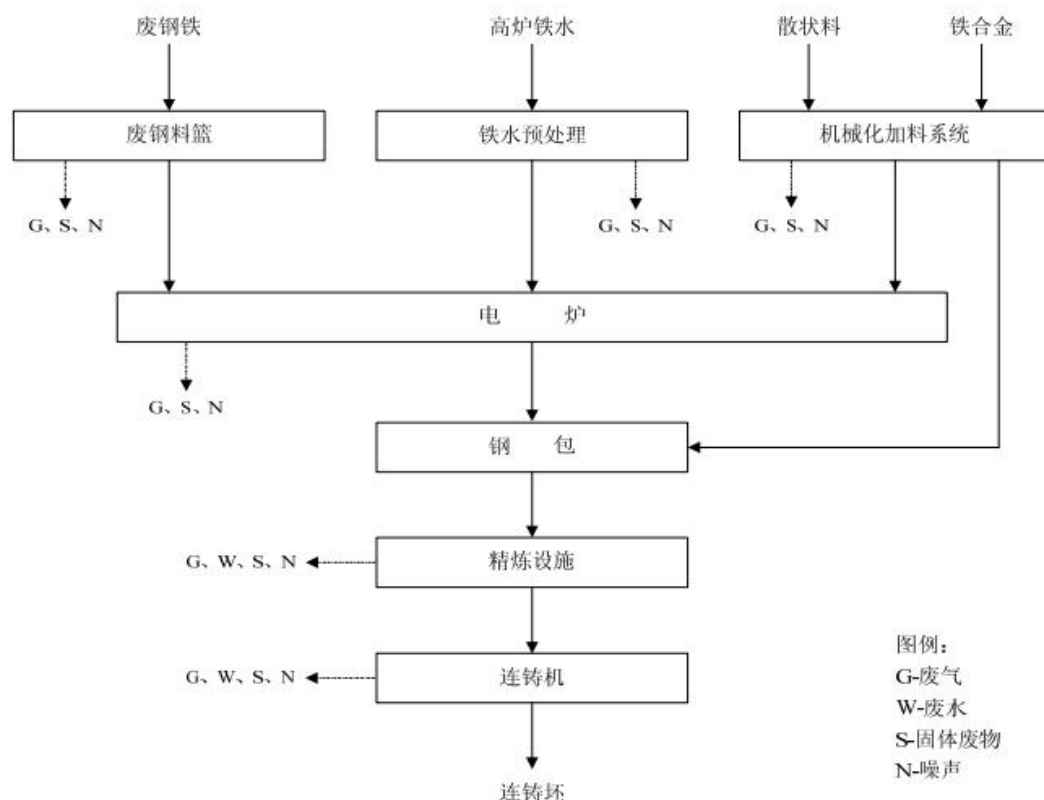 废钢铁
高炉铁水
散状料
铁合金
废钢料篮
铁水预处理
机械化加料系统
G、S、N
G、S、N
G、S、N
电 炉
G、S、N
钢 包
G、W、S、N
精炼设施
G、W、S、N
连铸机
连铸坯
图例：
G-废气
W-废水
S-固体废物
N-噪声